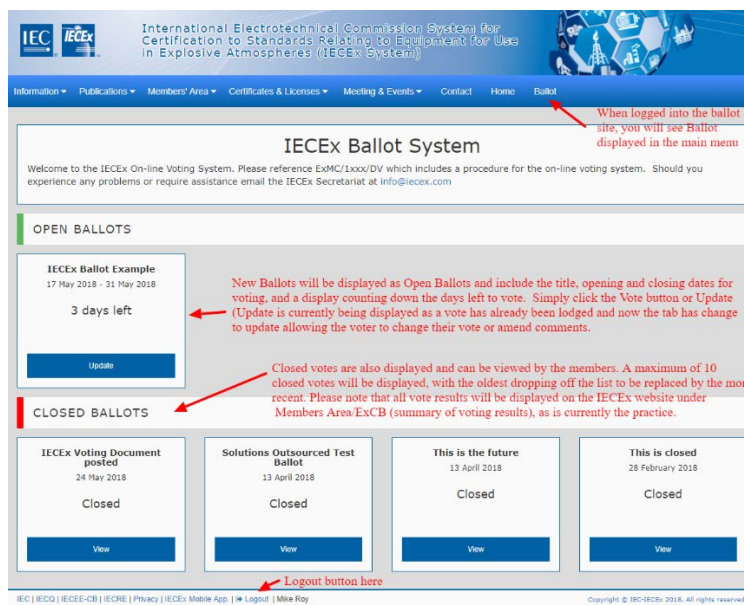 IEC IECEx
International Electrotechnical Commission System for
Certification to Standards Relating to Equipment for Use
in Explosive Atmospheres (IECEx System)
Information Publications Members' Area Certificates & Licenses Meeting & Events Contact Home Ballot
When logged into the ballot
site, you will see Ballot
displayed in the main menu
IECEx Ballot System
Welcome to the IECEx On-line Voting System. Please reference ExMC/1xxx/DV which includes a procedure for the on-line voting system. Should you
experience any problems or require assistance email the IECEx Secretariat at info@iecex.com
OPEN BALLOTS
IECEx Ballot Example
17 May 2018 - 31 May 2018
3 days left
Update
New Ballots will be displayed as Open Ballots and include the title, opening and closing dates for
voting, and a display counting down the days left to vote. Simply click the Vote button or Update
(Update is currently being displayed as a vote has already been lodged and now the tab has change
to update allowing the voter to change their vote or amend comments.
Closed votes are also displayed and can be viewed by the members. A maximum of 10
closed votes will be displayed, with the oldest dropping off the list to be replaced by the mor
recent. Please note that all vote results will be displayed on the IECEx website under
Members Area/ExCB (summary of voting results), as is currently the practice.
CLOSED BALLOTS
IECEx Voting Document
posted
24 May 2018
Closed
View
Solutions Outsourced Test
Ballot
13 April 2018
Closed
View
This is the future
13 April 2018
Closed
View
This is closed
28 February 2018
Closed
View
Logout button here
IEC | IECQ | IECEE-CB | IECRE | Privacy | IECEx Mobile App. | Logout | Mike Roy
Copyright © IEC-IECEx 2018. All rights reserved